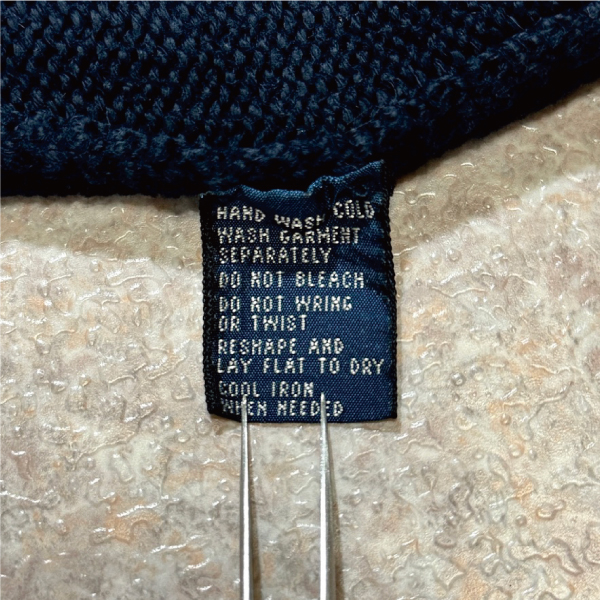 HAND WASH COLD
WASH GARMENT
SEPARATELY
DO NOT BLEACH
DO NOT WRING
OR TWIST
RESHAPE AND
LAY FLAT TO DRY
COOL IRON
WHEN NEEDED